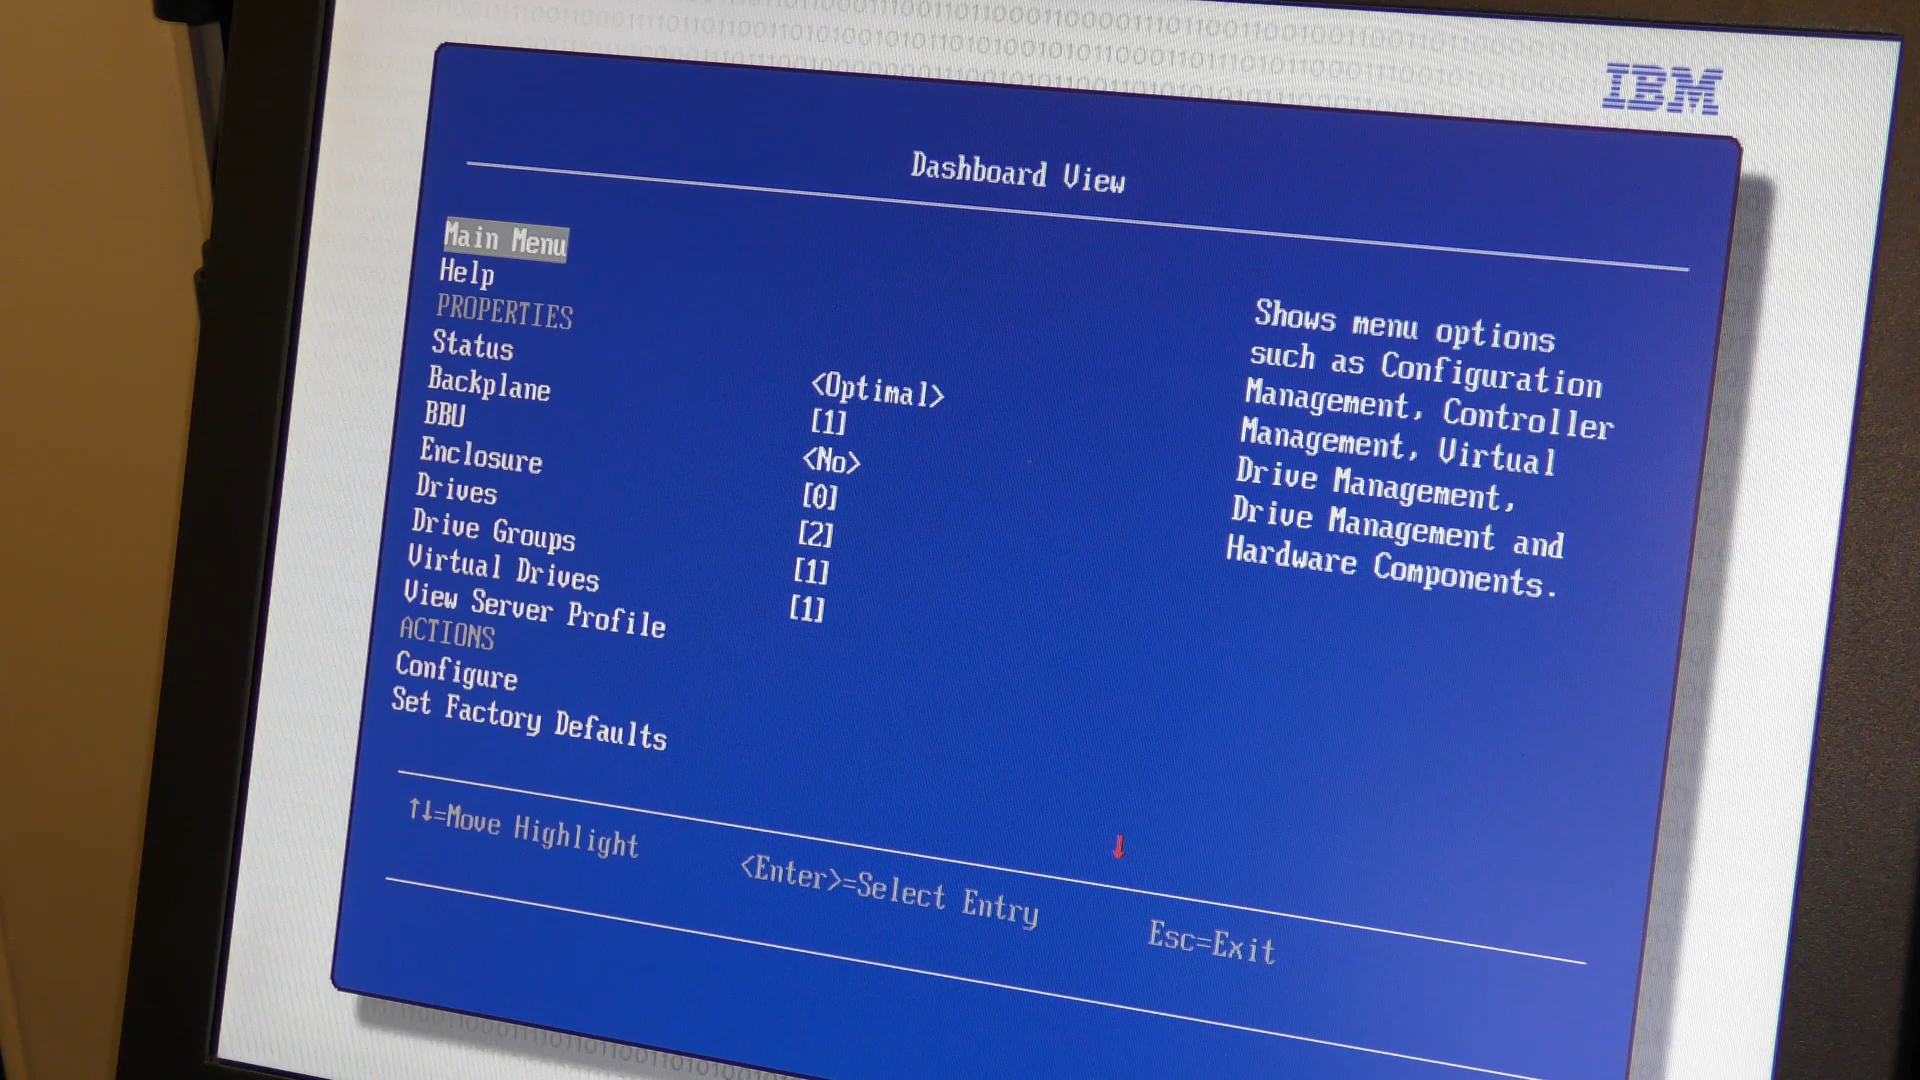 IBM
Dashboard View
Main Menu
Help
PROPERTIES
Status <Optimal>
Backplane [1]
BBU <No>
Enclosure [0]
Drives [2]
Drive Groups [1]
Virtual Drives [1]
View Server Profile
ACTIONS
Configure
Set Factory Defaults
Shows menu options
such as Configuration
Management, Controller
Management, Virtual
Drive Management,
Drive Management and
Hardware Components.
↓
↑↓=Move Highlight <Enter>=Select Entry Esc=Exit